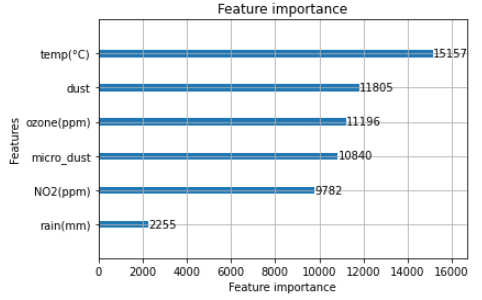 Feature importance
temp(°C) 15157
dust 11805
ozone(ppm) 11196
micro_dust 10840
NO2(ppm) 9782
rain(mm) 2255
Features
0 2000 4000 6000 8000 10000 12000 14000 16000
Feature importance